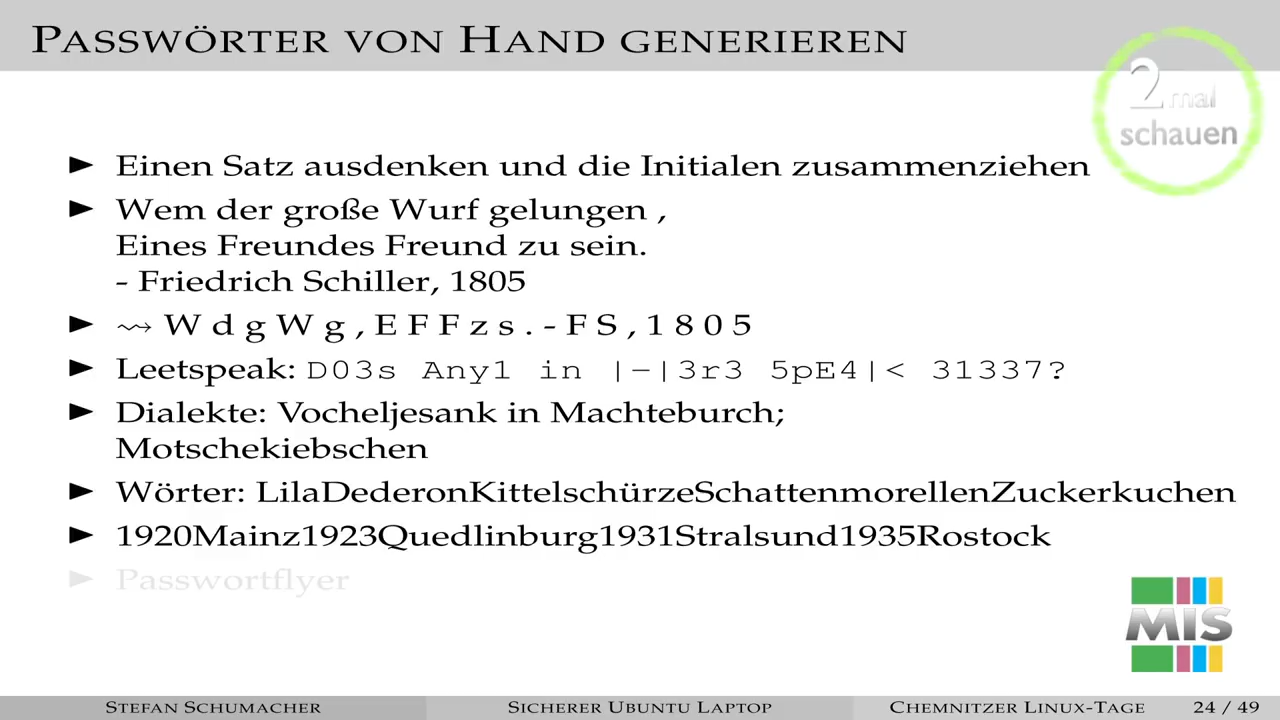 PASSWÖRTER VON HAND GENERIEREN
2 mal
schauen
► Einen Satz ausdenken und die Initialen zusammenziehen
► Wem der große Wurf gelungen ,
Eines Freundes Freund zu sein.
- Friedrich Schiller, 1805
► ⇝ W d g W g , E F F z s . - F S , 1 8 0 5
► Leetspeak: D03s Any1 in |-|3r3 5pE4|< 31337?
► Dialekte: Vocheljesank in Machteburch;
Motschekiebschen
► Wörter: LilaDederonKittelschürzeSchattenmorellenZuckerkuchen
► 1920Mainz1923Quedlinburg1931Stralsund1935Rostock
► Passwortflyer
MIS
STEFAN SCHUMACHER SICHERER UBUNTU LAPTOP CHEMNITZER LINUX-TAGE 24 / 49